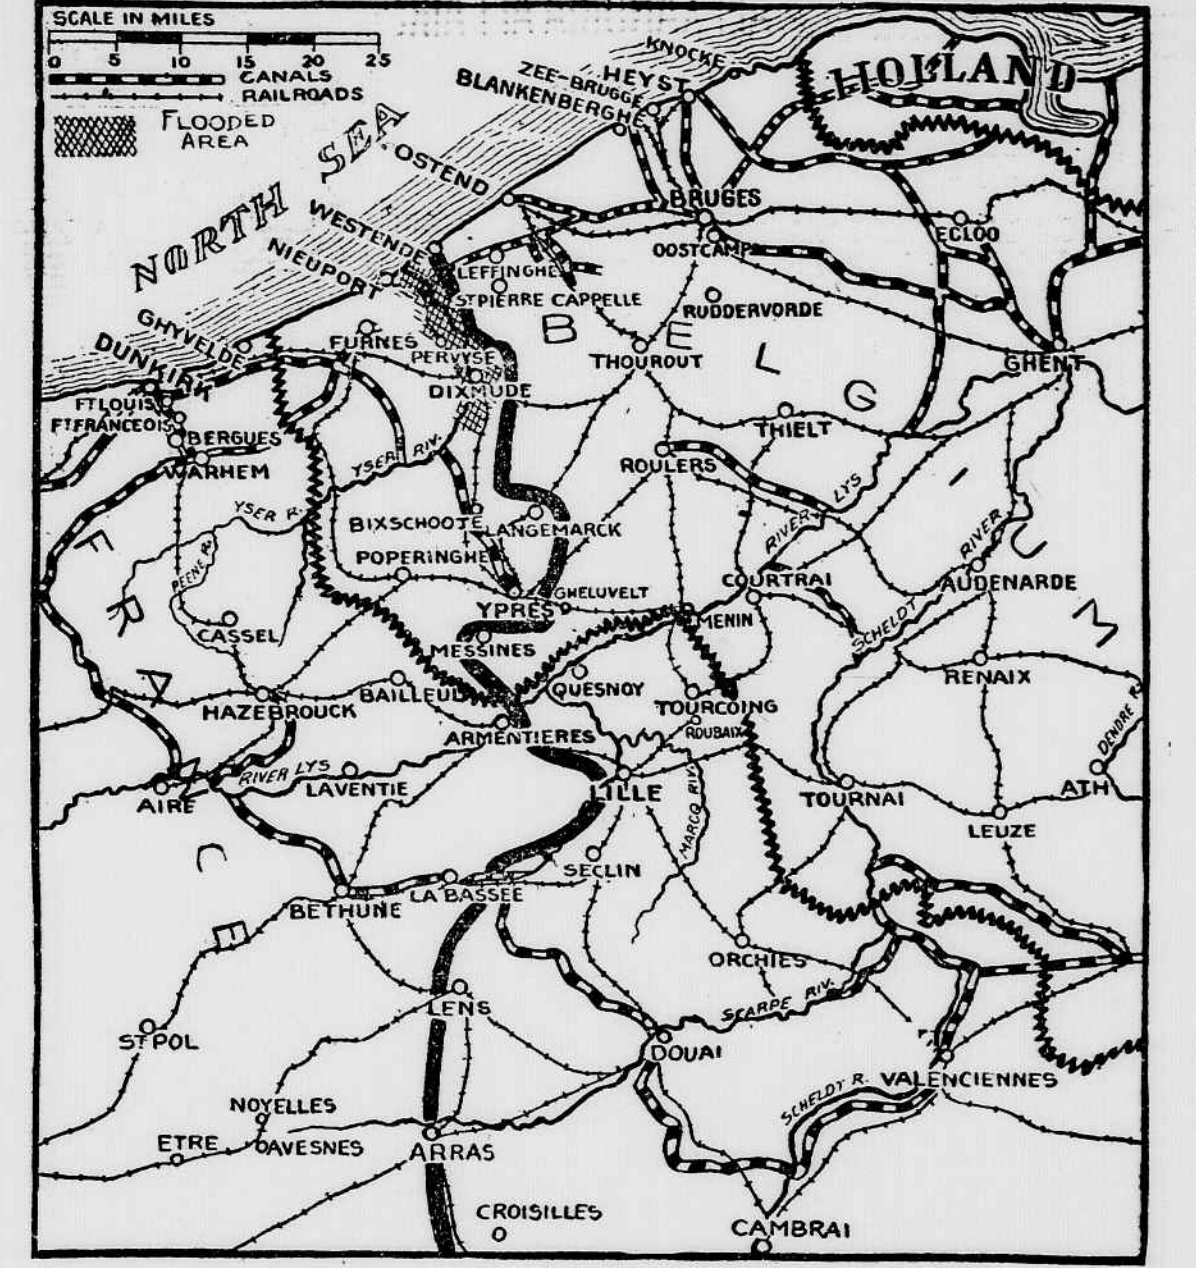 SCALE IN MILES
0 5 10 15 20 25
CANALS
RAILROADS
FLOODED
AREA
NORTH SEA
HOLLAND
KNOCKE
HEYST
ZEE-BRUGGE
BLANKENBERGHE
OSTEND
BRUGES
WESTENDE
OOSTCAMP
ECLOO
NIEUPORT
LEFFINGHE
ST PIERRE CAPPELLE
RUDDERVORDE
BELGIUM
GHYVELDE
FURNES
PERVYSE
THOUROUT
GHENT
DUNKIRK
DIXMUDE
FT LOUIS
FT FRANCEOIS
BERGUES
THIELT
WARHEM
YSER RIV.
ROULERS
RIVER LYS
YSER R.
BIXSCHOOTE
LANGEMARCK
RIVER
SCHELDT
FRANCE
PEENE R.
POPERINGHE
GHELUVELT
COURTRAI
AUDENARDE
YPRES
MENIN
CASSEL
MESSINES
RENAIX
BAILLEUL
QUESNOY
HAZEBROUCK
TOURCOING
ROUBAIX
DENDRE R.
ARMENTIERES
RIVER LYS
LAVENTIE
AIRE
LILLE
TOURNAI
ATH
LEUZE
MARCQ RIV.
SECLIN
LA BASSEE
BETHUNE
ORCHIES
LENS
SCARPE RIV.
ST POL
DOUAI
SCHELDT R.
VALENCIENNES
NOYELLES
ETRE
AVESNES
ARRAS
CROISILLES
CAMBRAI